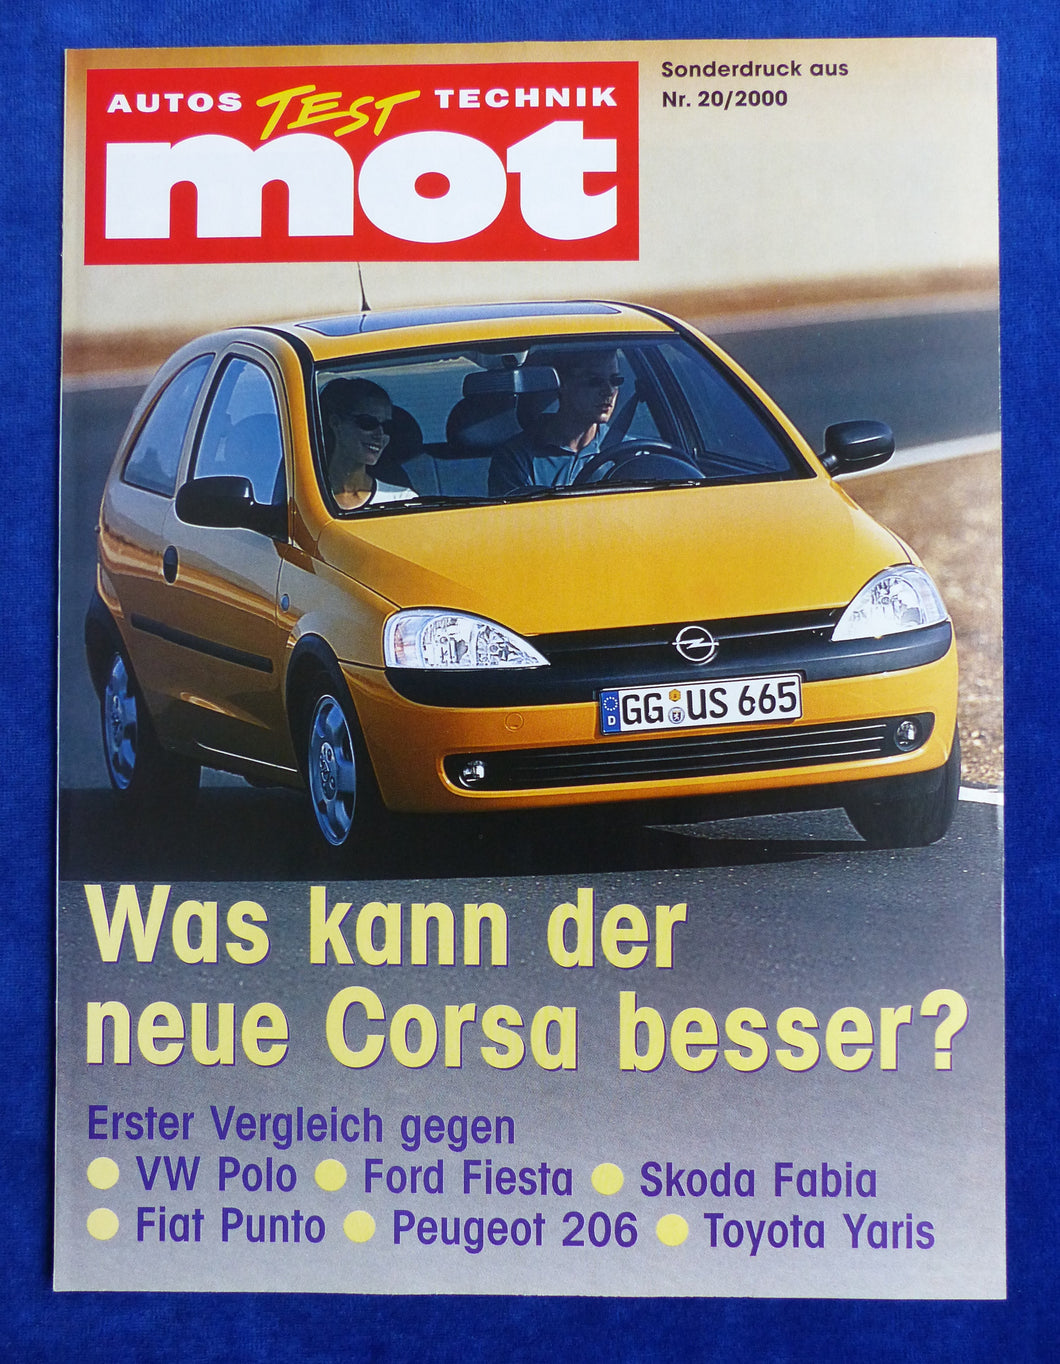 AUTOS TEST TECHNIK
mot
Sonderdruck aus
Nr. 20/2000
D GG US 665
Was kann der
neue Corsa besser?
Erster Vergleich gegen
● VW Polo ● Ford Fiesta ● Skoda Fabia
● Fiat Punto ● Peugeot 206 ● Toyota Yaris